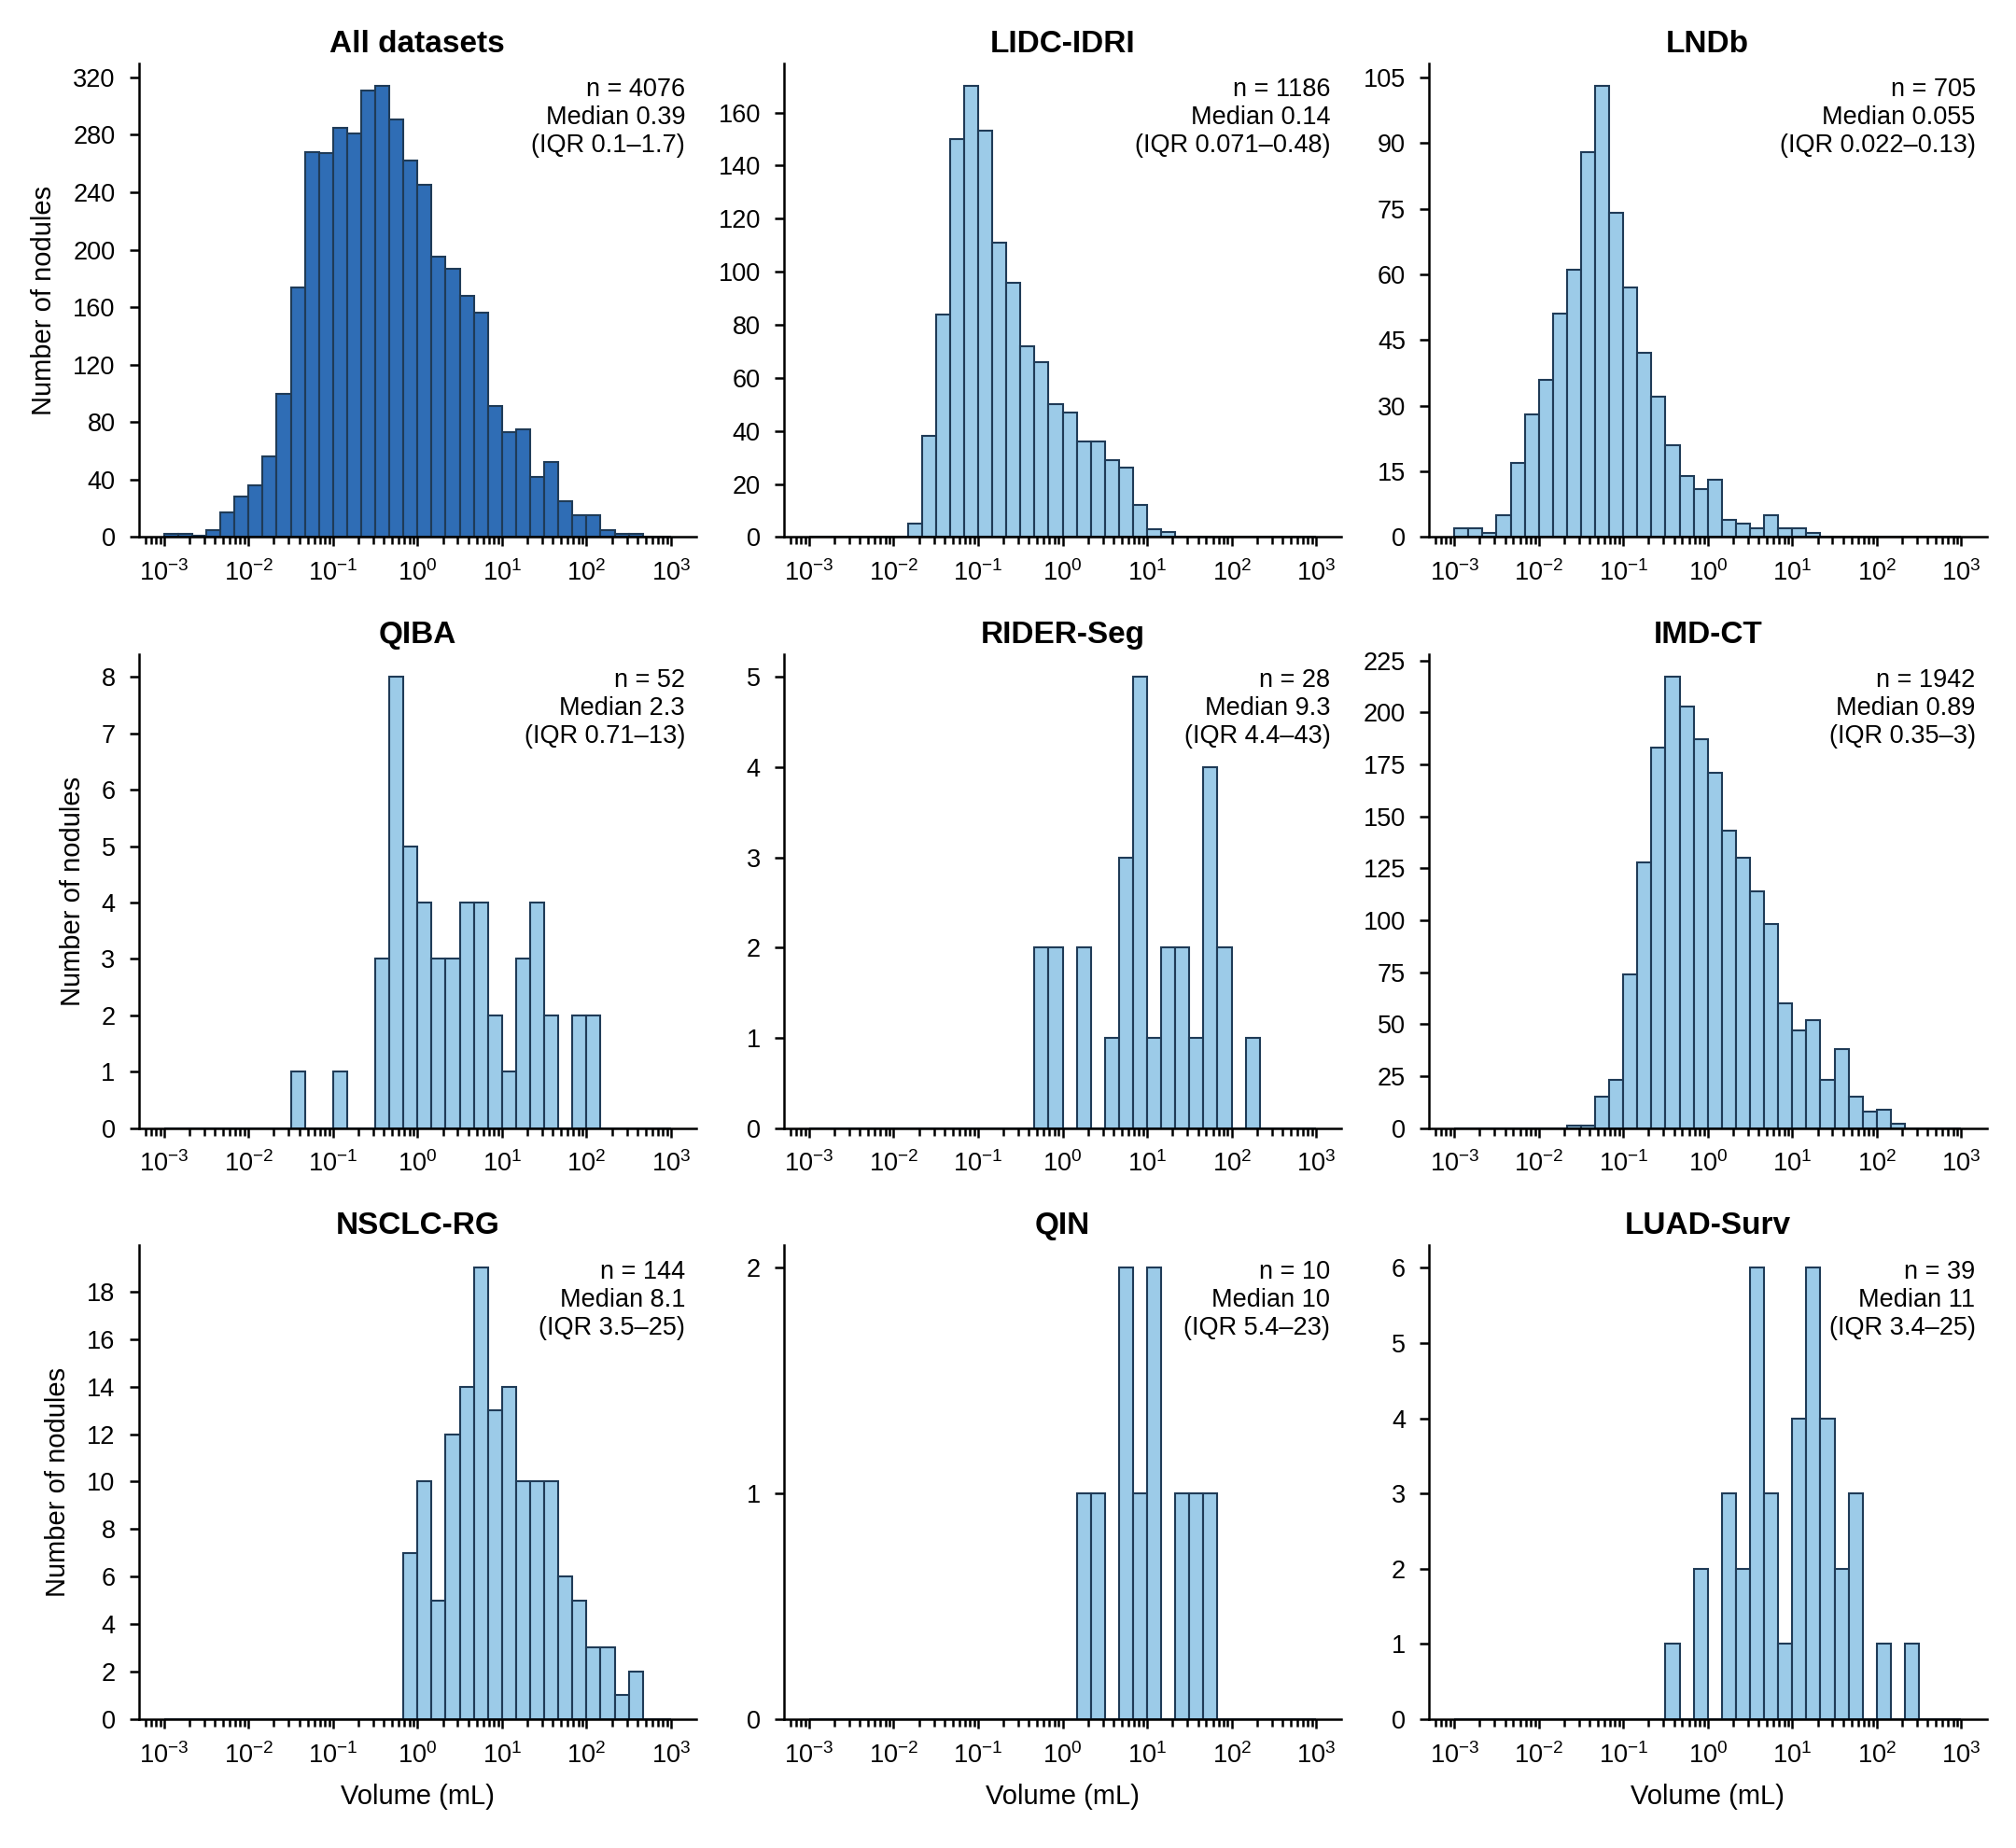 All datasets
n = 4076
Median 0.39
(IQR 0.1–1.7)
Number of nodules
320
280
240
200
160
120
80
40
0
10⁻³ 10⁻² 10⁻¹ 10⁰ 10¹ 10² 10³
LIDC-IDRI
n = 1186
Median 0.14
(IQR 0.071–0.48)
160
140
120
100
80
60
40
20
0
10⁻³ 10⁻² 10⁻¹ 10⁰ 10¹ 10² 10³
LNDb
n = 705
Median 0.055
(IQR 0.022–0.13)
105
90
75
60
45
30
15
0
10⁻³ 10⁻² 10⁻¹ 10⁰ 10¹ 10² 10³
QIBA
n = 52
Median 2.3
(IQR 0.71–13)
Number of nodules
8
7
6
5
4
3
2
1
0
10⁻³ 10⁻² 10⁻¹ 10⁰ 10¹ 10² 10³
RIDER-Seg
n = 28
Median 9.3
(IQR 4.4–43)
5
4
3
2
1
0
10⁻³ 10⁻² 10⁻¹ 10⁰ 10¹ 10² 10³
IMD-CT
n = 1942
Median 0.89
(IQR 0.35–3)
225
200
175
150
125
100
75
50
25
0
10⁻³ 10⁻² 10⁻¹ 10⁰ 10¹ 10² 10³
NSCLC-RG
n = 144
Median 8.1
(IQR 3.5–25)
Number of nodules
18
16
14
12
10
8
6
4
2
0
10⁻³ 10⁻² 10⁻¹ 10⁰ 10¹ 10² 10³
Volume (mL)
QIN
n = 10
Median 10
(IQR 5.4–23)
2
1
0
10⁻³ 10⁻² 10⁻¹ 10⁰ 10¹ 10² 10³
Volume (mL)
LUAD-Surv
n = 39
Median 11
(IQR 3.4–25)
6
5
4
3
2
1
0
10⁻³ 10⁻² 10⁻¹ 10⁰ 10¹ 10² 10³
Volume (mL)